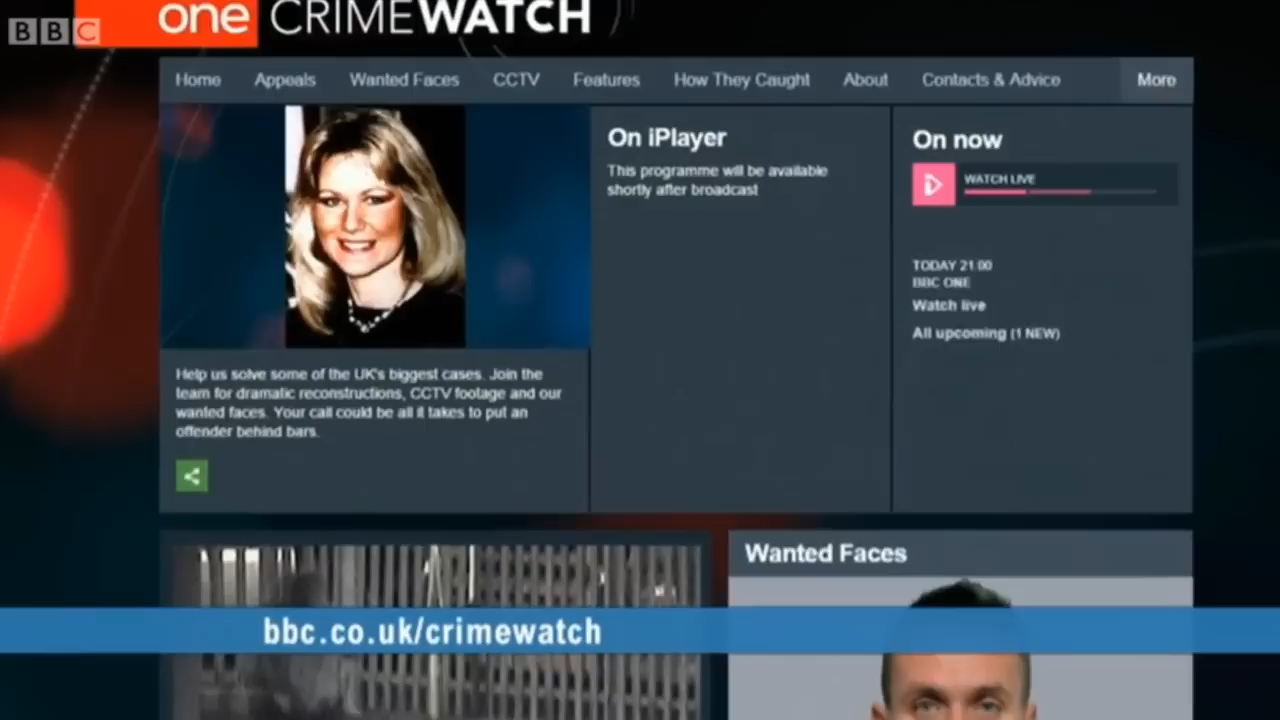 BBC
one CRIMEWATCH
Home Appeals Wanted Faces CCTV Features How They Caught About Contacts & Advice More
On iPlayer
This programme will be available
shortly after broadcast
On now
WATCH LIVE
TODAY 21:00
BBC ONE
Watch live
All upcoming (1 NEW)
Help us solve some of the UK's biggest cases. Join the
team for dramatic reconstructions, CCTV footage and our
wanted faces. Your call could be all it takes to put an
offender behind bars.
Wanted Faces
bbc.co.uk/crimewatch